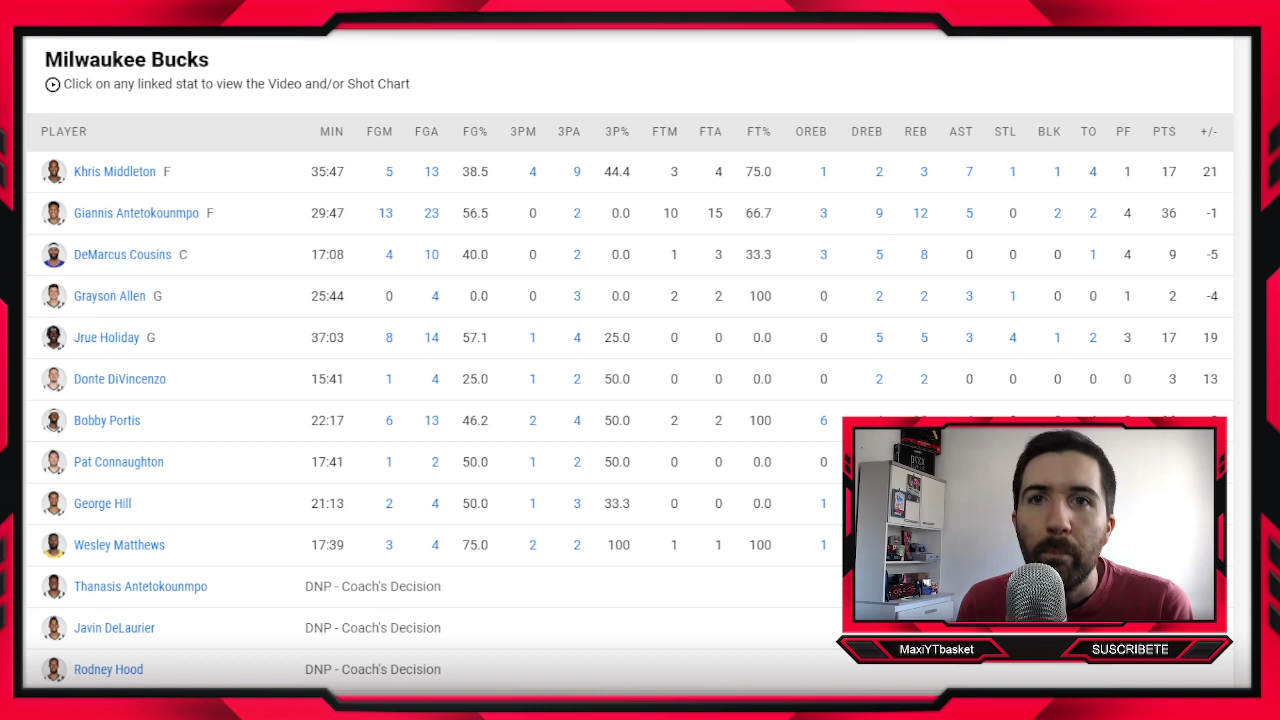 Milwaukee Bucks
Click on any linked stat to view the Video and/or Shot Chart
PLAYER MIN FGM FGA FG% 3PM 3PA 3P% FTM FTA FT% OREB DREB REB AST STL BLK TO PF PTS +/-
Khris Middleton F 35:47 5 13 38.5 4 9 44.4 3 4 75.0 1 2 3 7 1 1 4 1 17 21
Giannis Antetokounmpo F 29:47 13 23 56.5 0 2 0.0 10 15 66.7 3 9 12 5 0 2 2 4 36 -1
DeMarcus Cousins C 17:08 4 10 40.0 0 2 0.0 1 3 33.3 3 5 8 0 0 0 1 4 9 -5
Grayson Allen G 25:44 0 4 0.0 0 3 0.0 2 2 100 0 2 2 3 1 0 0 1 2 -4
Jrue Holiday G 37:03 8 14 57.1 1 4 25.0 0 0 0.0 0 5 5 3 4 1 2 3 17 19
Donte DiVincenzo 15:41 1 4 25.0 1 2 50.0 0 0 0.0 0 2 2 0 0 0 0 0 3 13
Bobby Portis 22:17 6 13 46.2 2 4 50.0 2 2 100 6
Pat Connaughton 17:41 1 2 50.0 1 2 50.0 0 0 0.0 0
George Hill 21:13 2 4 50.0 1 3 33.3 0 0 0.0 1
Wesley Matthews 17:39 3 4 75.0 2 2 100 1 1 100 1
Thanasis Antetokounmpo DNP - Coach's Decision
Javin DeLaurier DNP - Coach's Decision
Rodney Hood DNP - Coach's Decision
MaxiYTbasket SUSCRIBETE